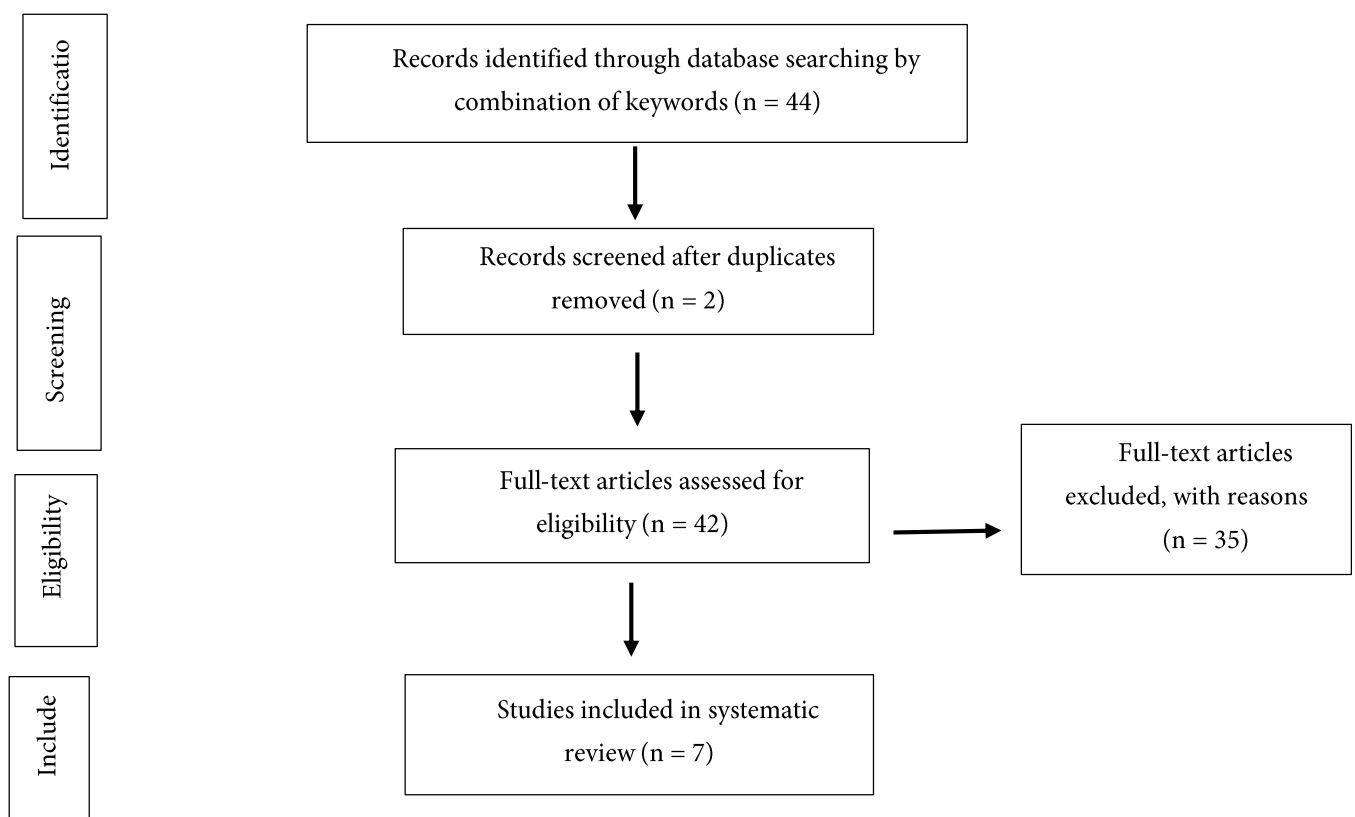 Identificatio
Records identified through database searching by
combination of keywords (n = 44)
Screening
Records screened after duplicates
removed (n = 2)
Eligibility
Full-text articles assessed for
eligibility (n = 42)
Full-text articles
excluded, with reasons
(n = 35)
Include
Studies included in systematic
review (n = 7)